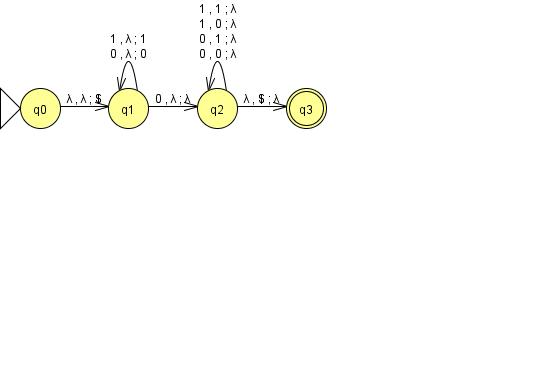 1 , 1 ; λ
1 , 0 ; λ
0 , 1 ; λ
0 , 0 ; λ
1 , λ ; 1
0 , λ ; 0
λ , λ ; $
0 , λ ; λ
λ , $ ; λ
q0
q1
q2
q3